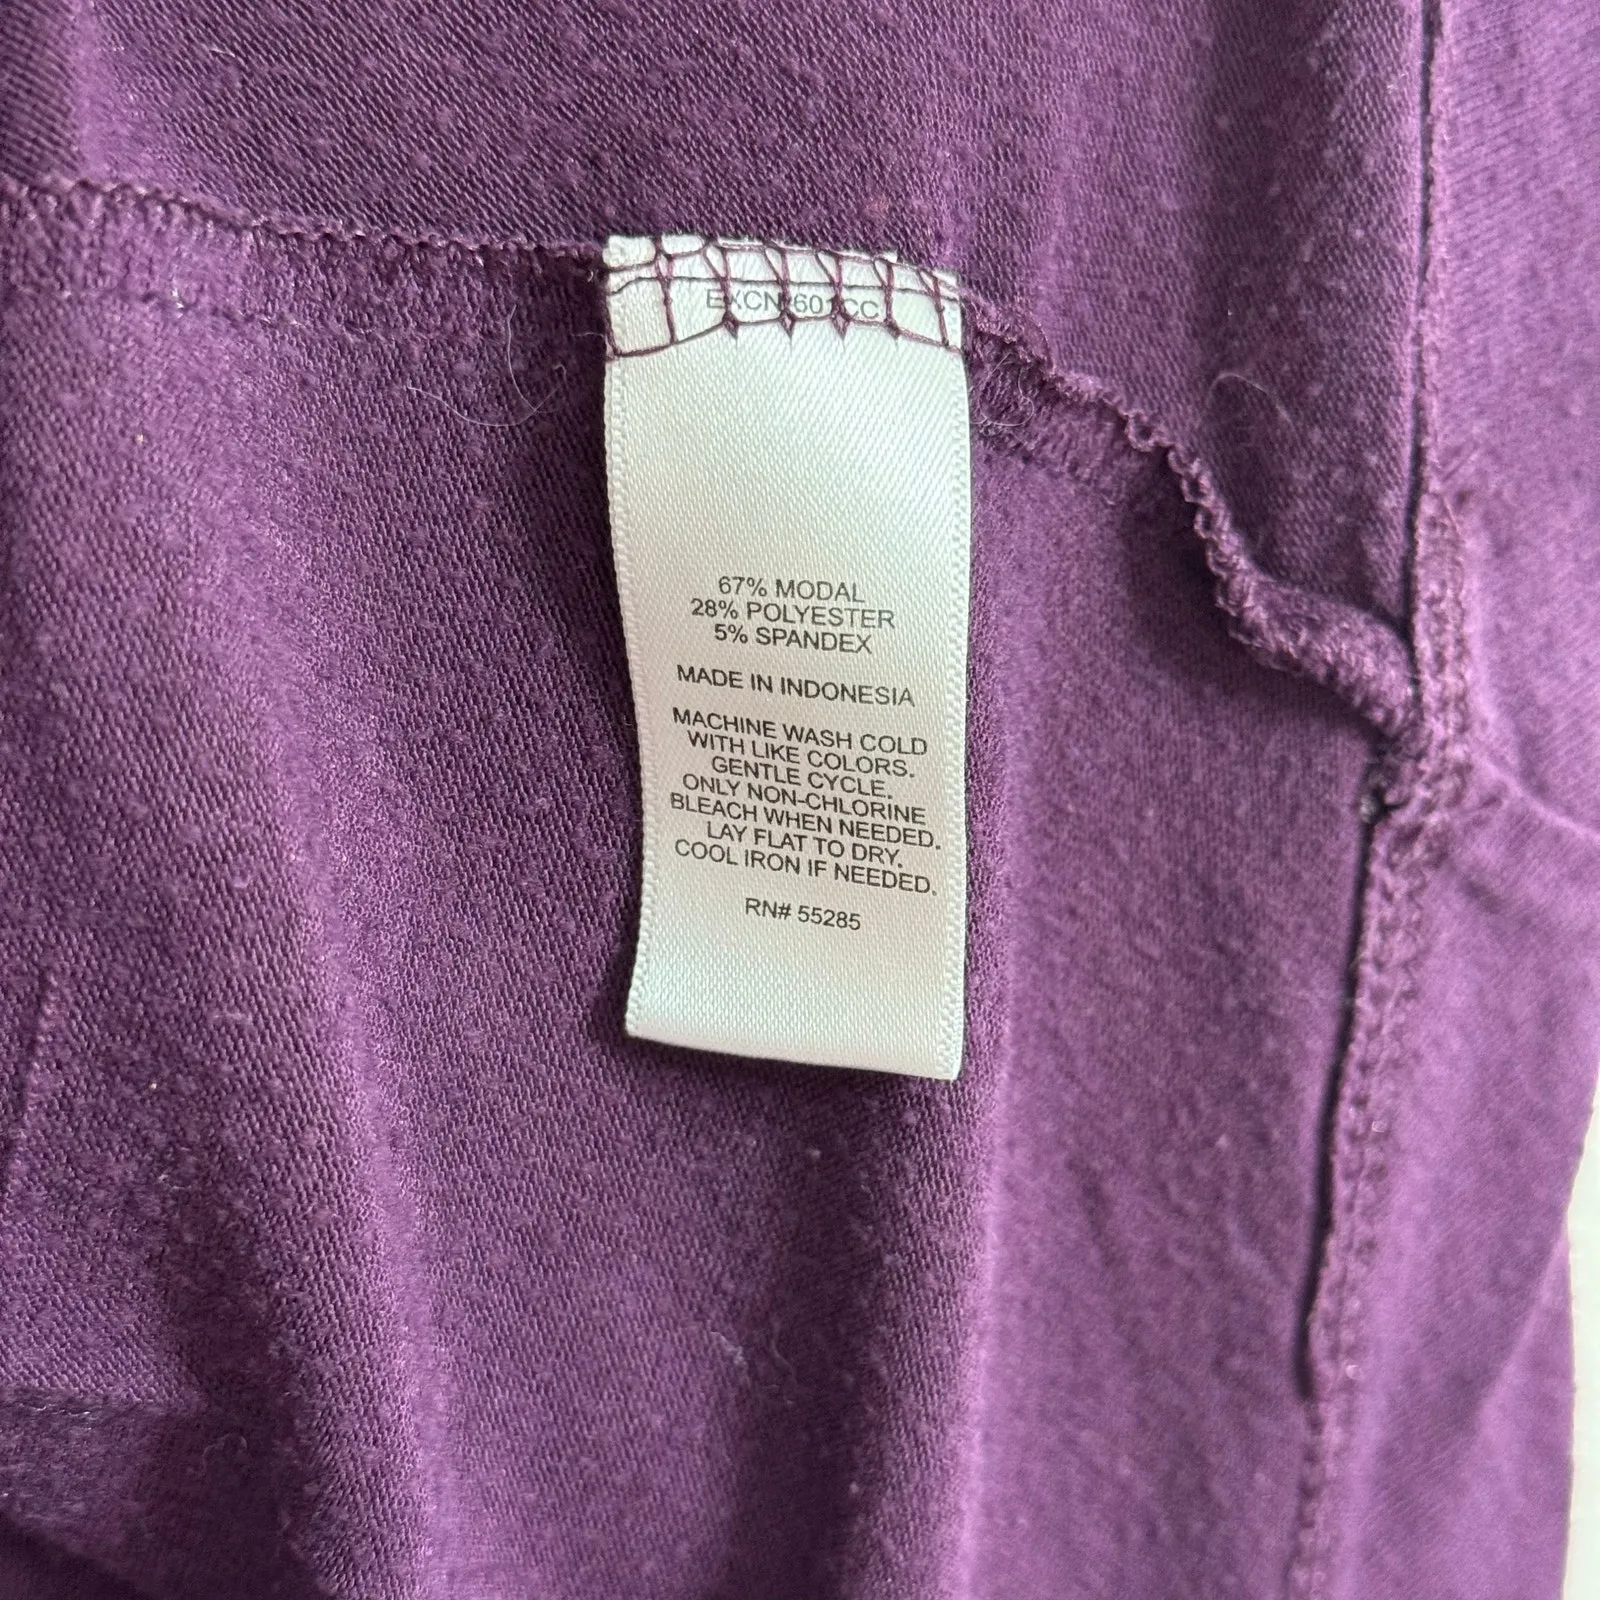 67% MODAL
28% POLYESTER
5% SPANDEX
MADE IN INDONESIA
MACHINE WASH COLD
WITH LIKE COLORS.
GENTLE CYCLE.
ONLY NON-CHLORINE
BLEACH WHEN NEEDED.
LAY FLAT TO DRY.
COOL IRON IF NEEDED.
RN# 55285